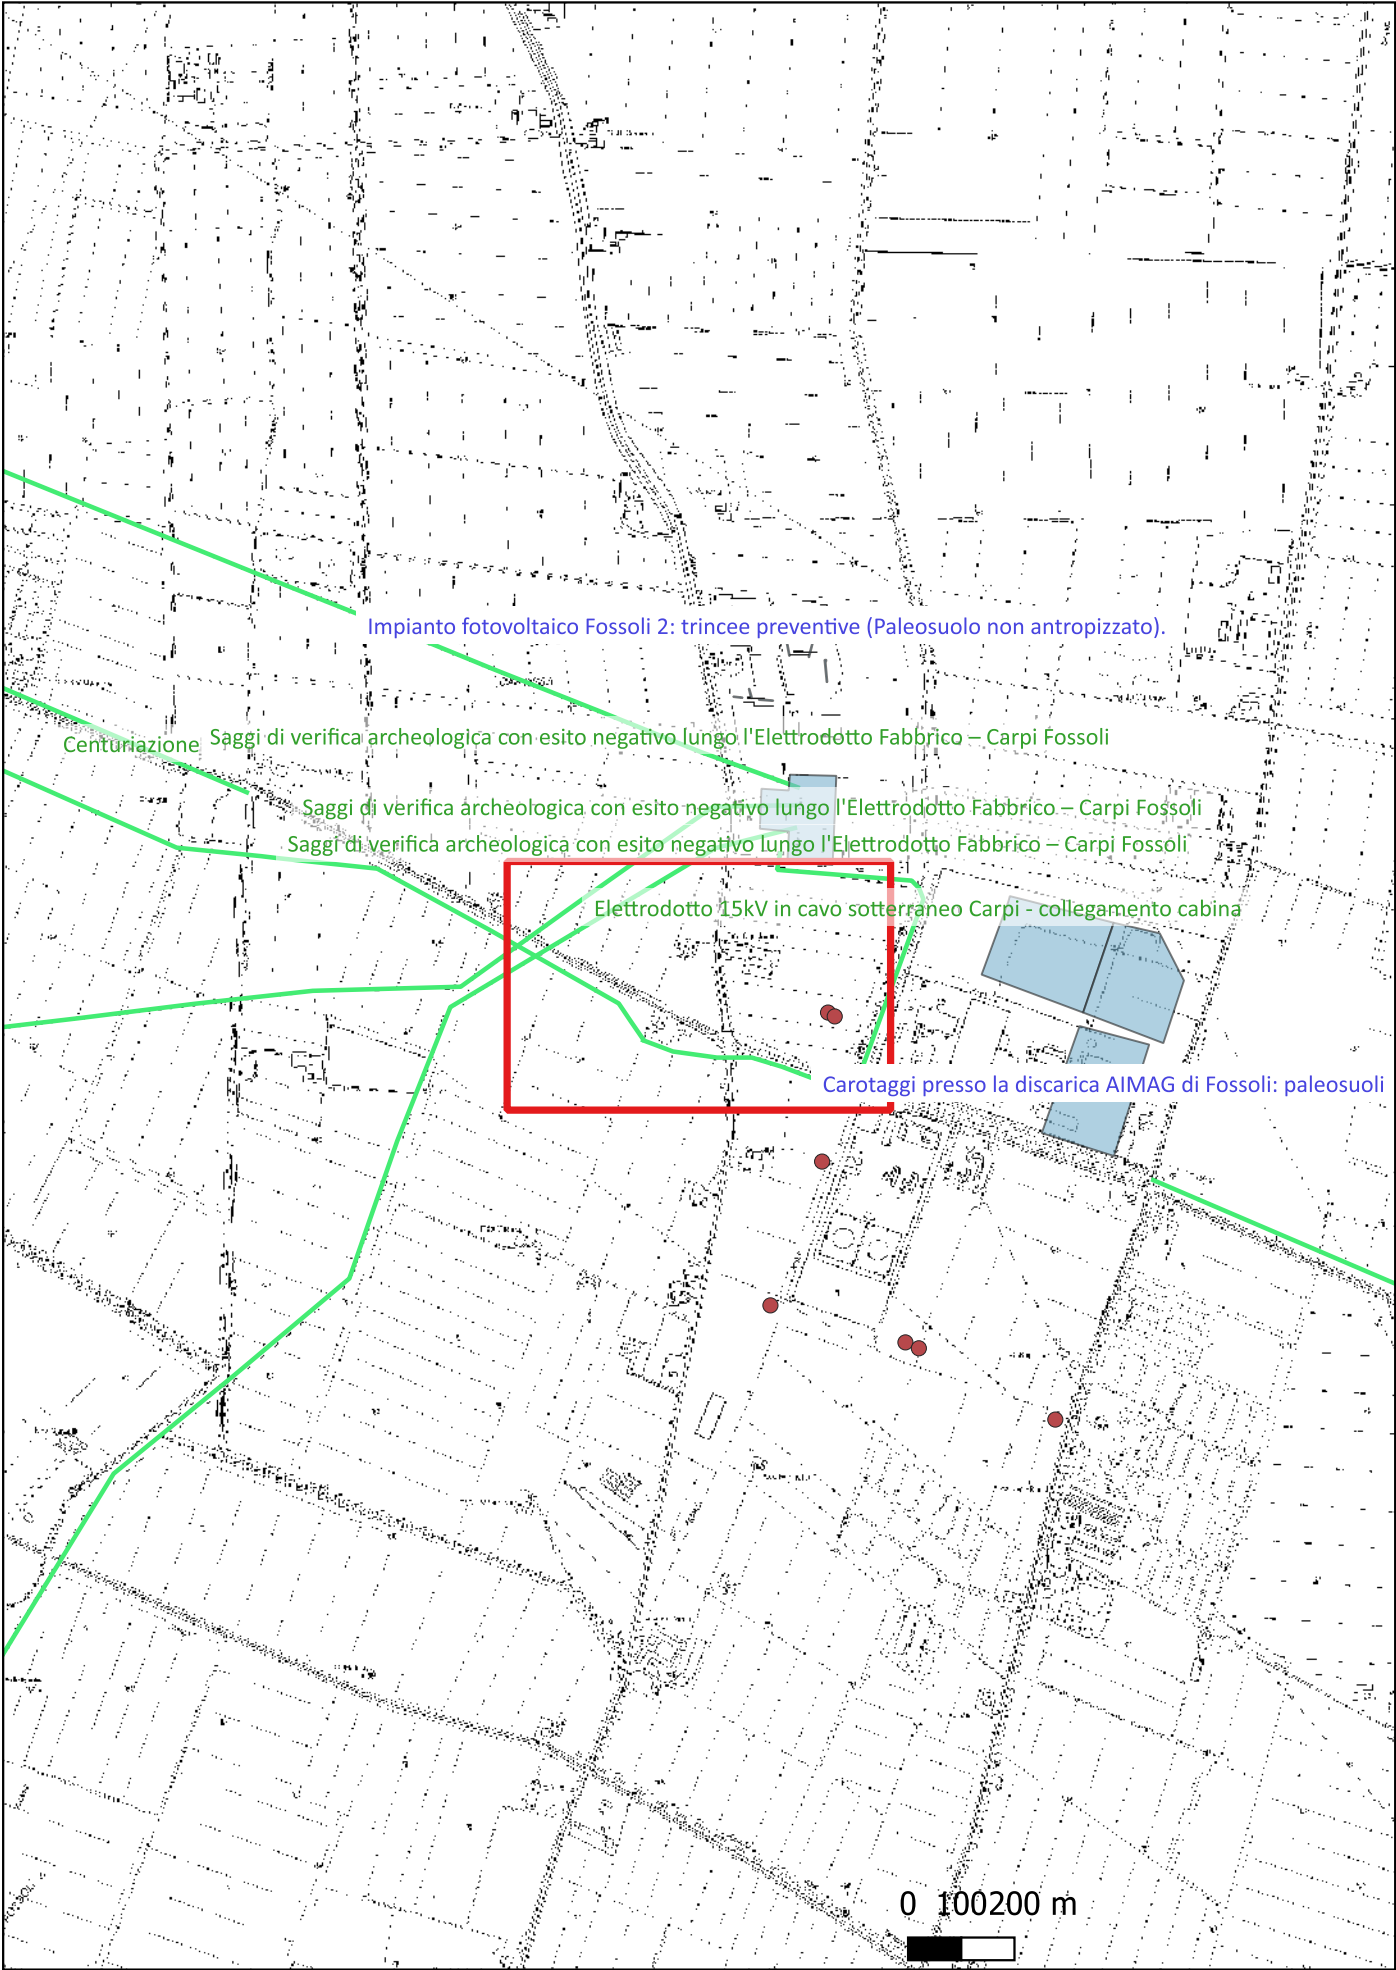 Impianto fotovoltaico Fossoli 2: trincee preventive (Paleosuolo non antropizzato).
Centuriazione
Saggi di verifica archeologica con esito negativo lungo l'Elettrodotto Fabbrico – Carpi Fossoli
Saggi di verifica archeologica con esito negativo lungo l'Elettrodotto Fabbrico – Carpi Fossoli
Saggi di verifica archeologica con esito negativo lungo l'Elettrodotto Fabbrico – Carpi Fossoli
Elettrodotto 15kV in cavo sotterraneo Carpi - collegamento cabina
Carotaggi presso la discarica AIMAG di Fossoli: paleosuoli
0 100200 m